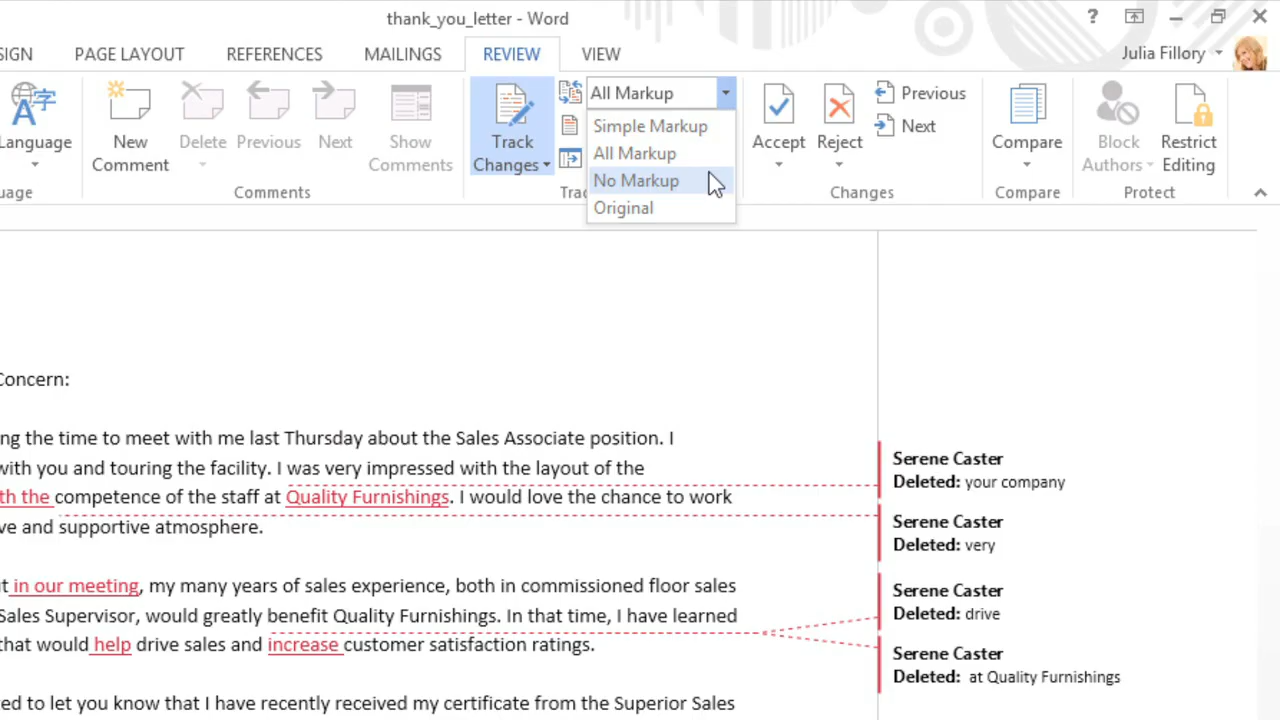 thank_you_letter - Word
?
SIGN PAGE LAYOUT REFERENCES MAILINGS REVIEW VIEW Julia Fillory
All Markup
Simple Markup
All Markup
No Markup
Original
Language
New Comment
Delete
Previous
Next
Show Comments
Track Changes
Accept
Reject
Previous
Next
Compare
Block Authors
Restrict Editing
uage
Comments
Trac
Changes
Compare
Protect
Concern:
ng the time to meet with me last Thursday about the Sales Associate position. I
with you and touring the facility. I was very impressed with the layout of the
th the competence of the staff at Quality Furnishings. I would love the chance to work
ve and supportive atmosphere.
t in our meeting, my many years of sales experience, both in commissioned floor sales
Sales Supervisor, would greatly benefit Quality Furnishings. In that time, I have learned
that would help drive sales and increase customer satisfaction ratings.
ed to let you know that I have recently received my certificate from the Superior Sales
Serene Caster
Deleted: your company
Serene Caster
Deleted: very
Serene Caster
Deleted: drive
Serene Caster
Deleted: at Quality Furnishings